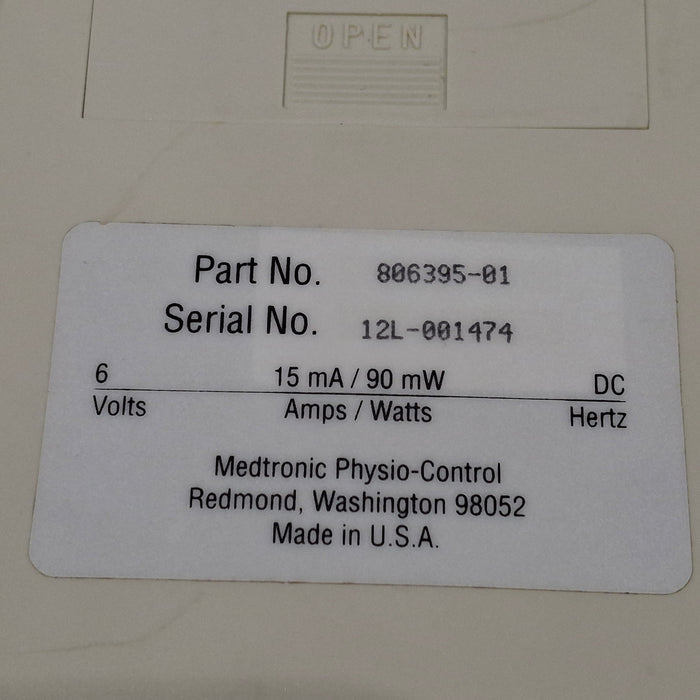 OPEN
Part No. 806395-01
Serial No. 12L-001474
6 15 mA / 90 mW DC
Volts Amps / Watts Hertz
Medtronic Physio-Control
Redmond, Washington 98052
Made in U.S.A.